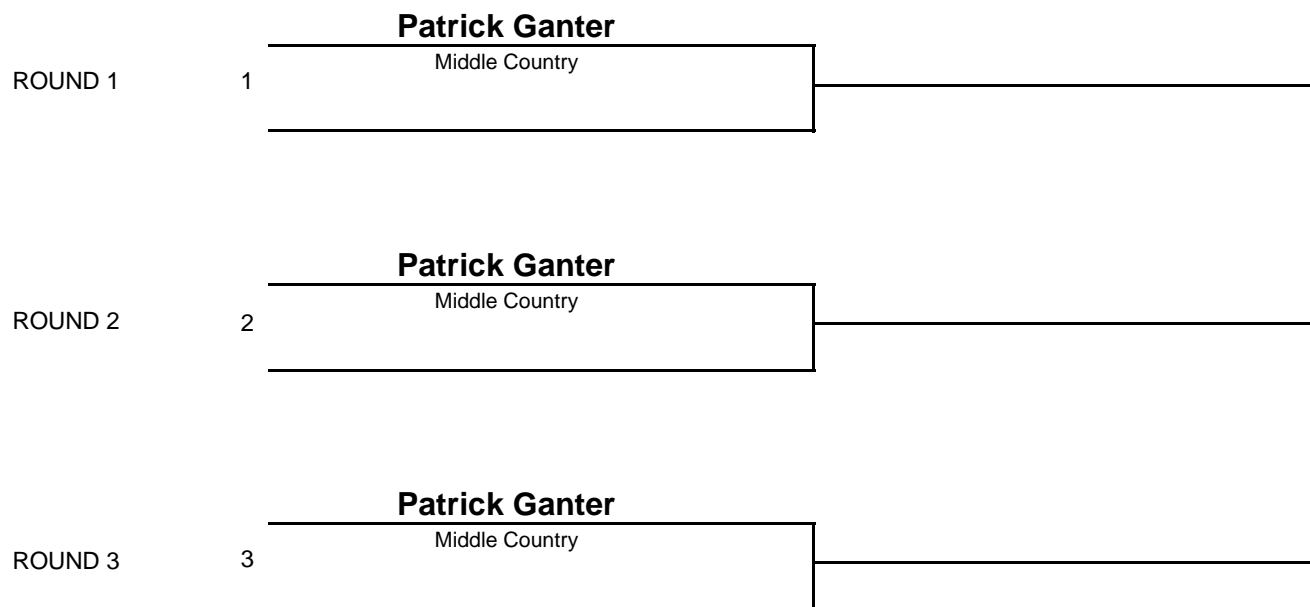 Patrick Ganter
Middle Country
ROUND 1 1
Patrick Ganter
Middle Country
ROUND 2 2
Patrick Ganter
Middle Country
ROUND 3 3